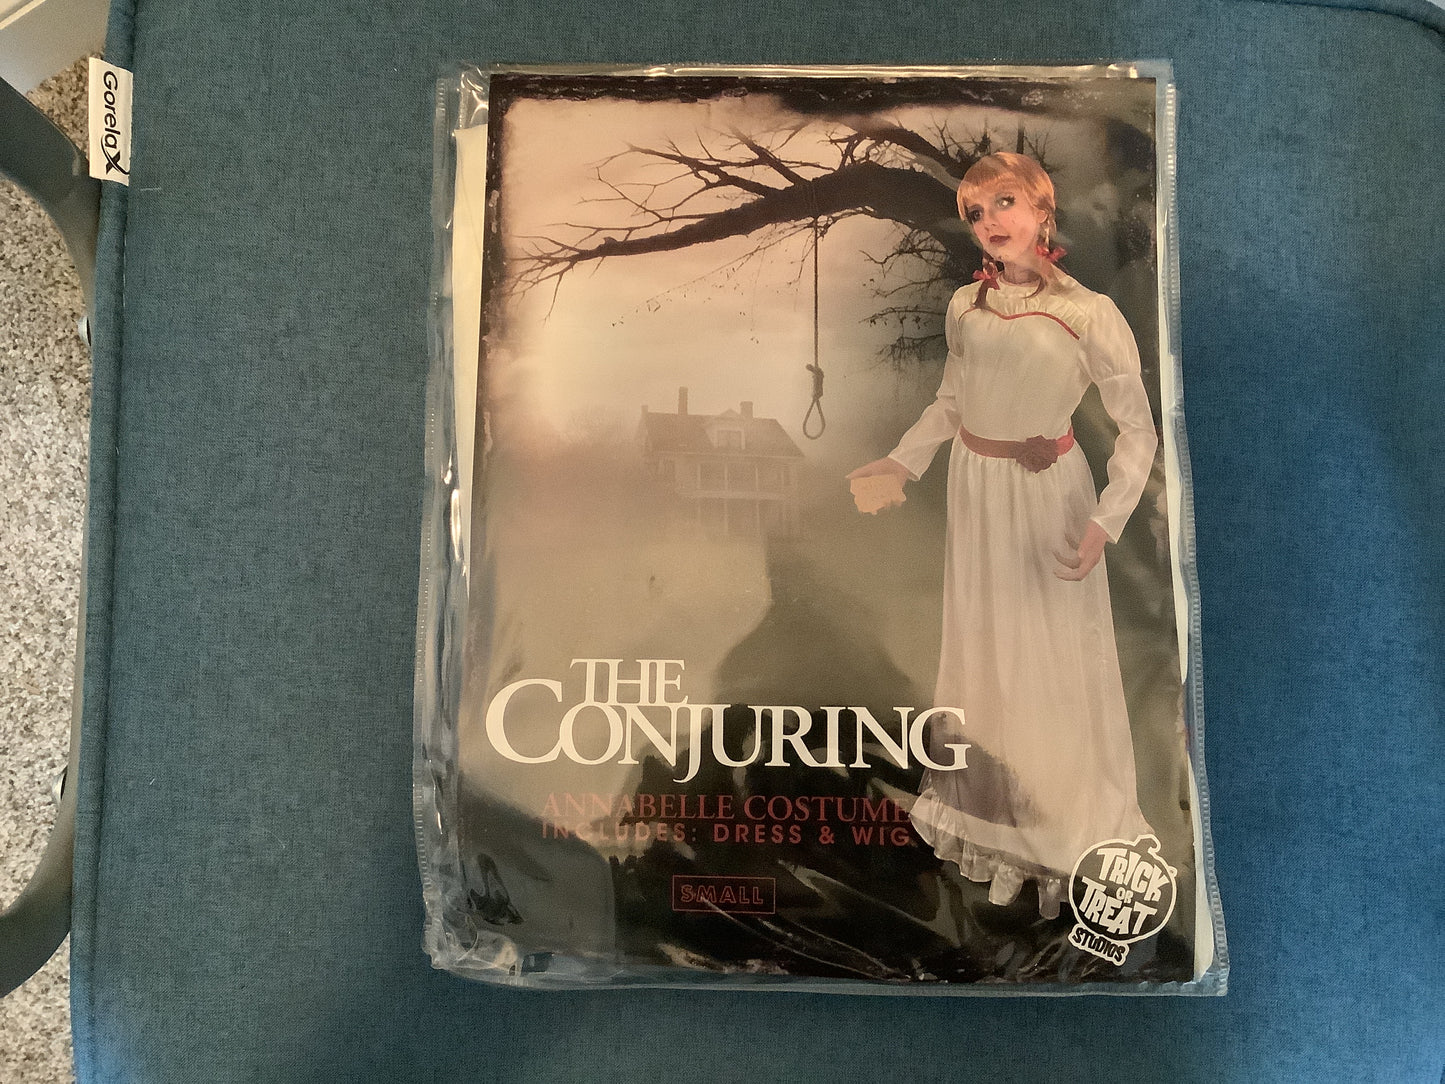 GorelaX
THE
CONJURING
ANNABELLE COSTUME
INCLUDES: DRESS & WIG
SMALL
TRICK
OR
TREAT
STUDIOS